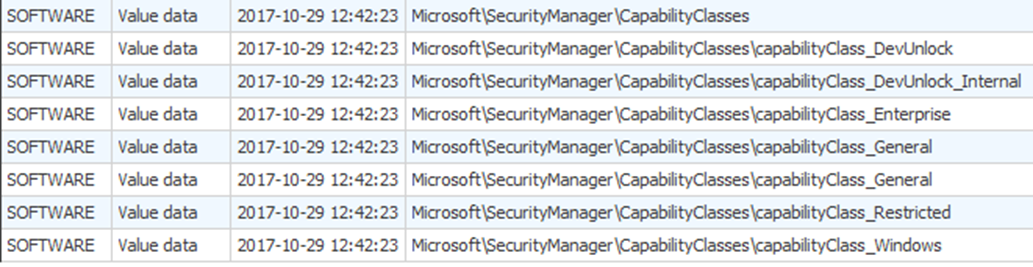 SOFTWARE Value data 2017-10-29 12:42:23 Microsoft\SecurityManager\CapabilityClasses
SOFTWARE Value data 2017-10-29 12:42:23 Microsoft\SecurityManager\CapabilityClasses\capabilityClass_DevUnlock
SOFTWARE Value data 2017-10-29 12:42:23 Microsoft\SecurityManager\CapabilityClasses\capabilityClass_DevUnlock_Internal
SOFTWARE Value data 2017-10-29 12:42:23 Microsoft\SecurityManager\CapabilityClasses\capabilityClass_Enterprise
SOFTWARE Value data 2017-10-29 12:42:23 Microsoft\SecurityManager\CapabilityClasses\capabilityClass_General
SOFTWARE Value data 2017-10-29 12:42:23 Microsoft\SecurityManager\CapabilityClasses\capabilityClass_General
SOFTWARE Value data 2017-10-29 12:42:23 Microsoft\SecurityManager\CapabilityClasses\capabilityClass_Restricted
SOFTWARE Value data 2017-10-29 12:42:23 Microsoft\SecurityManager\CapabilityClasses\capabilityClass_Windows